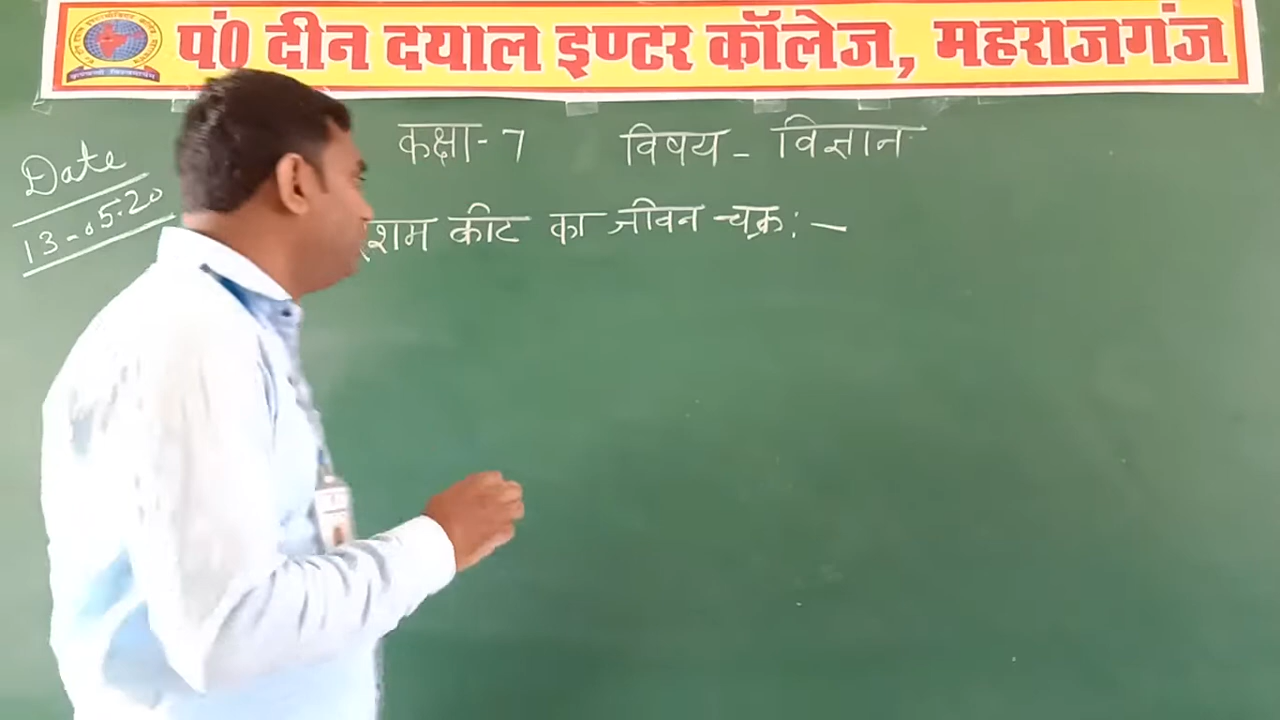 पं0 दीन दयाल इण्टर कॉलेज, महराजगंज
Date
13-05.20
कक्षा-7 विषय - विज्ञान
रेशम कीट का जीवन चक्र:-